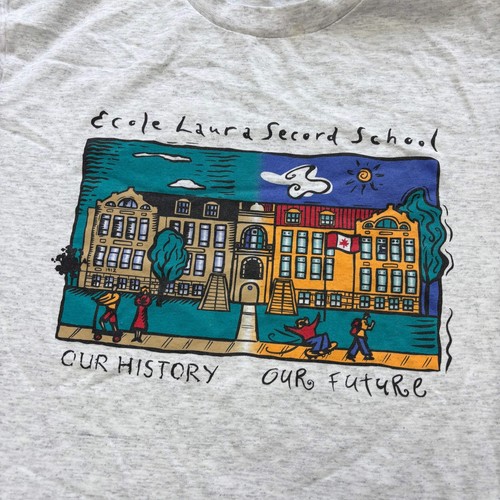 Ecole Laura Secord School
OUR HISTORY OUR FUTURE